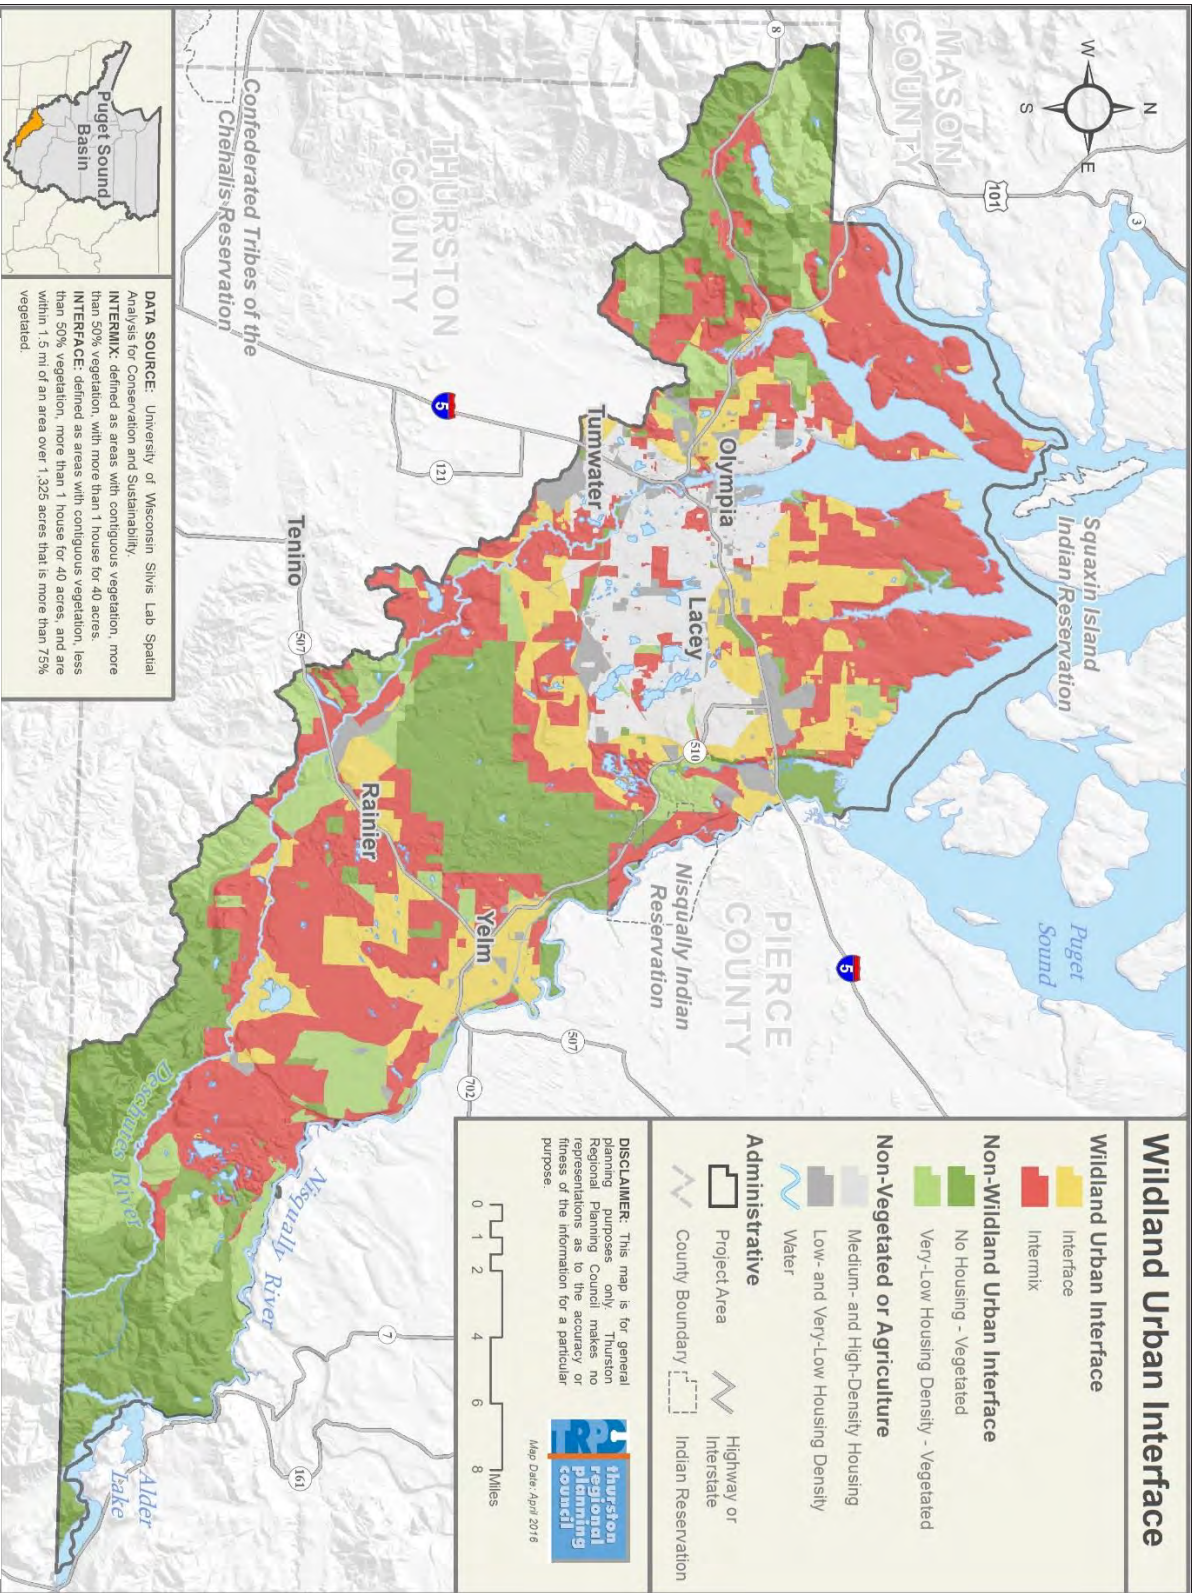 Wildland Urban Interface
Wildland Urban Interface
Interface
Intermix
Non-Wildland Urban Interface
No Housing - Vegetated
Very-Low Housing Density - Vegetated
Non-Vegetated or Agriculture
Medium- and High-Density Housing
Low- and Very-Low Housing Density
Water
Administrative
Project Area
County Boundary
Highway or
Interstate
Indian Reservation
DISCLAIMER: This map is for general
planning purposes only. Thurston
Regional Planning Council makes no
representations as to the accuracy or
fitness of the information for a particular
purpose.
TRPC
thurston
regional
planning
council
Map Date: April 2016
0 1 2 4 6 8
Miles
N
W
E
S
MASON
COUNTY
101
3
8
Squaxin Island
Indian Reservation
Puget
Sound
PIERCE
COUNTY
5
Nisqually Indian
Reservation
Olympia
Lacey
Tumwater
510
THURSTON
COUNTY
Confederated Tribes of the
Chehalis Reservation
5
121
Tenino
507
Rainier
Yelm
507
702
7
161
Nisqually River
Deschutes River
Alder
Lake
Puget Sound
Basin
DATA SOURCE: University of Wisconsin Silvis Lab Spatial
Analysis for Conservation and Sustainability.
INTERMIX: defined as areas with contiguous vegetation, more
than 50% vegetation, with more than 1 house for 40 acres.
INTERFACE: defined as areas with contiguous vegetation, less
than 50% vegetation, more than 1 house for 40 acres, and are
within 1.5 mi of an area over 1,325 acres that is more than 75%
vegetated.